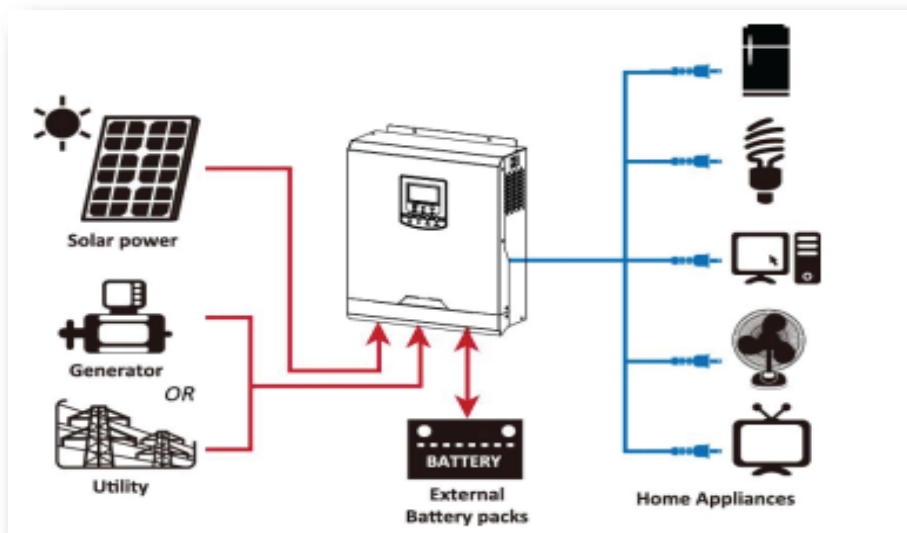 Solar power
Generator
OR
Utility
BATTERY
External
Battery packs
Home Appliances